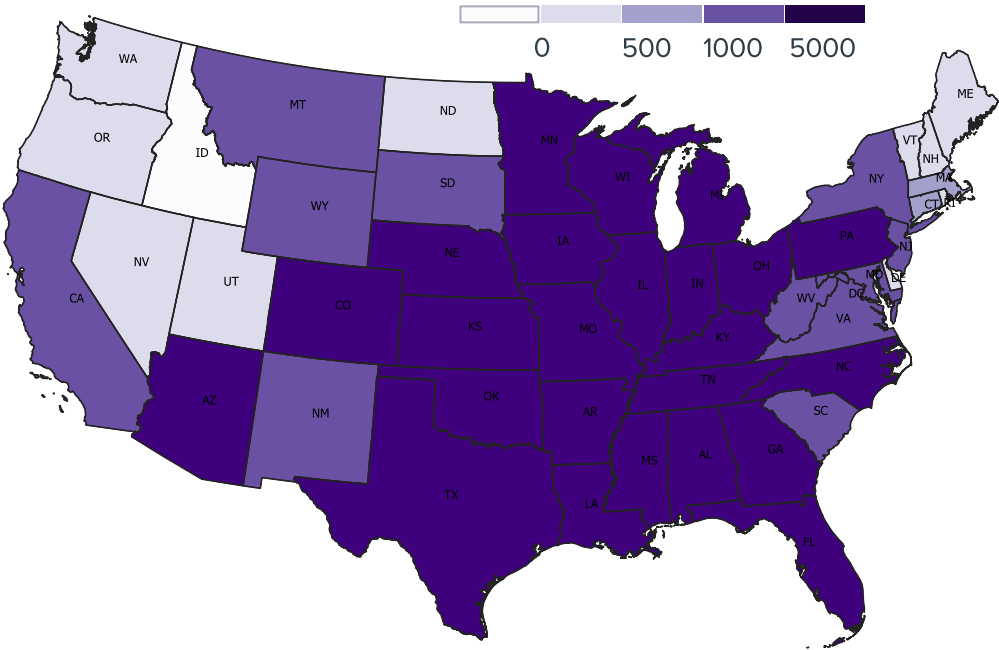 0 500 1000 5000
WA
MT
ND
MN
ME
OR
ID
VT
NH
WI
NY
MA
SD
WY
MI
CT RI
NE
IA
PA
NJ
NV
UT
OH
MD
DE
IL
IN
DC
WV
CA
CO
KS
MO
KY
VA
NC
TN
AZ
NM
OK
AR
SC
MS
AL
GA
TX
LA
FL